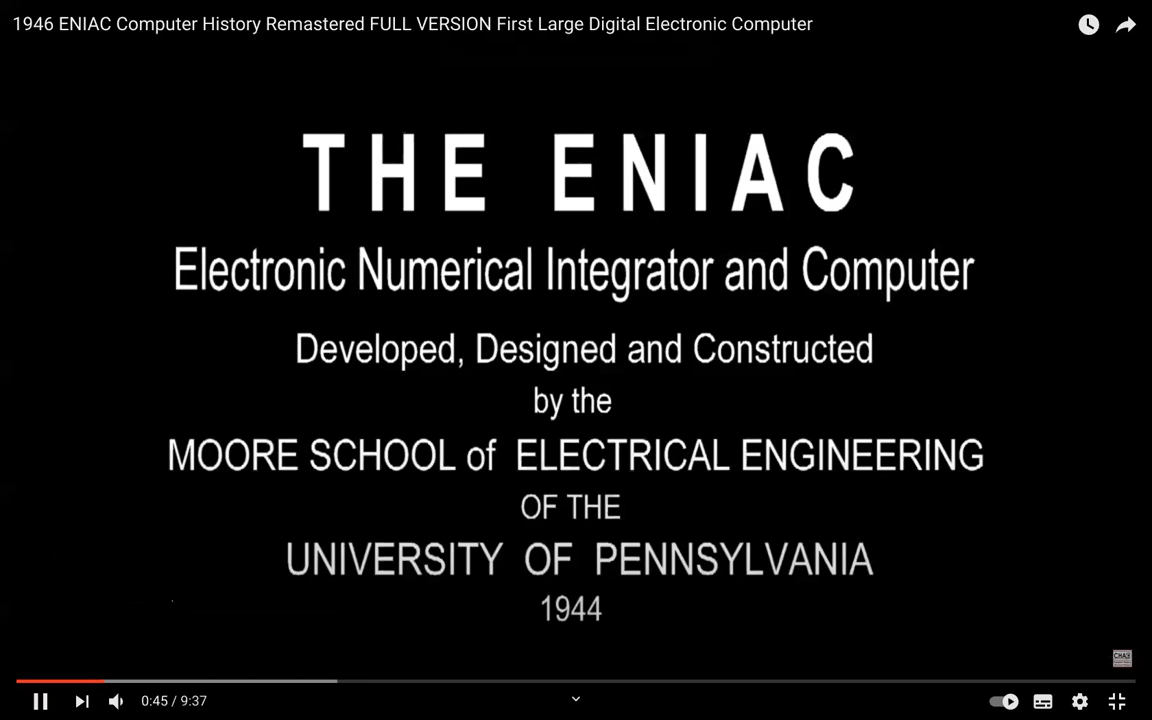 1946 ENIAC Computer History Remastered FULL VERSION First Large Digital Electronic Computer
THE ENIAC
Electronic Numerical Integrator and Computer
Developed, Designed and Constructed
by the
MOORE SCHOOL of ELECTRICAL ENGINEERING
OF THE
UNIVERSITY OF PENNSYLVANIA
1944
0:45 / 9:37